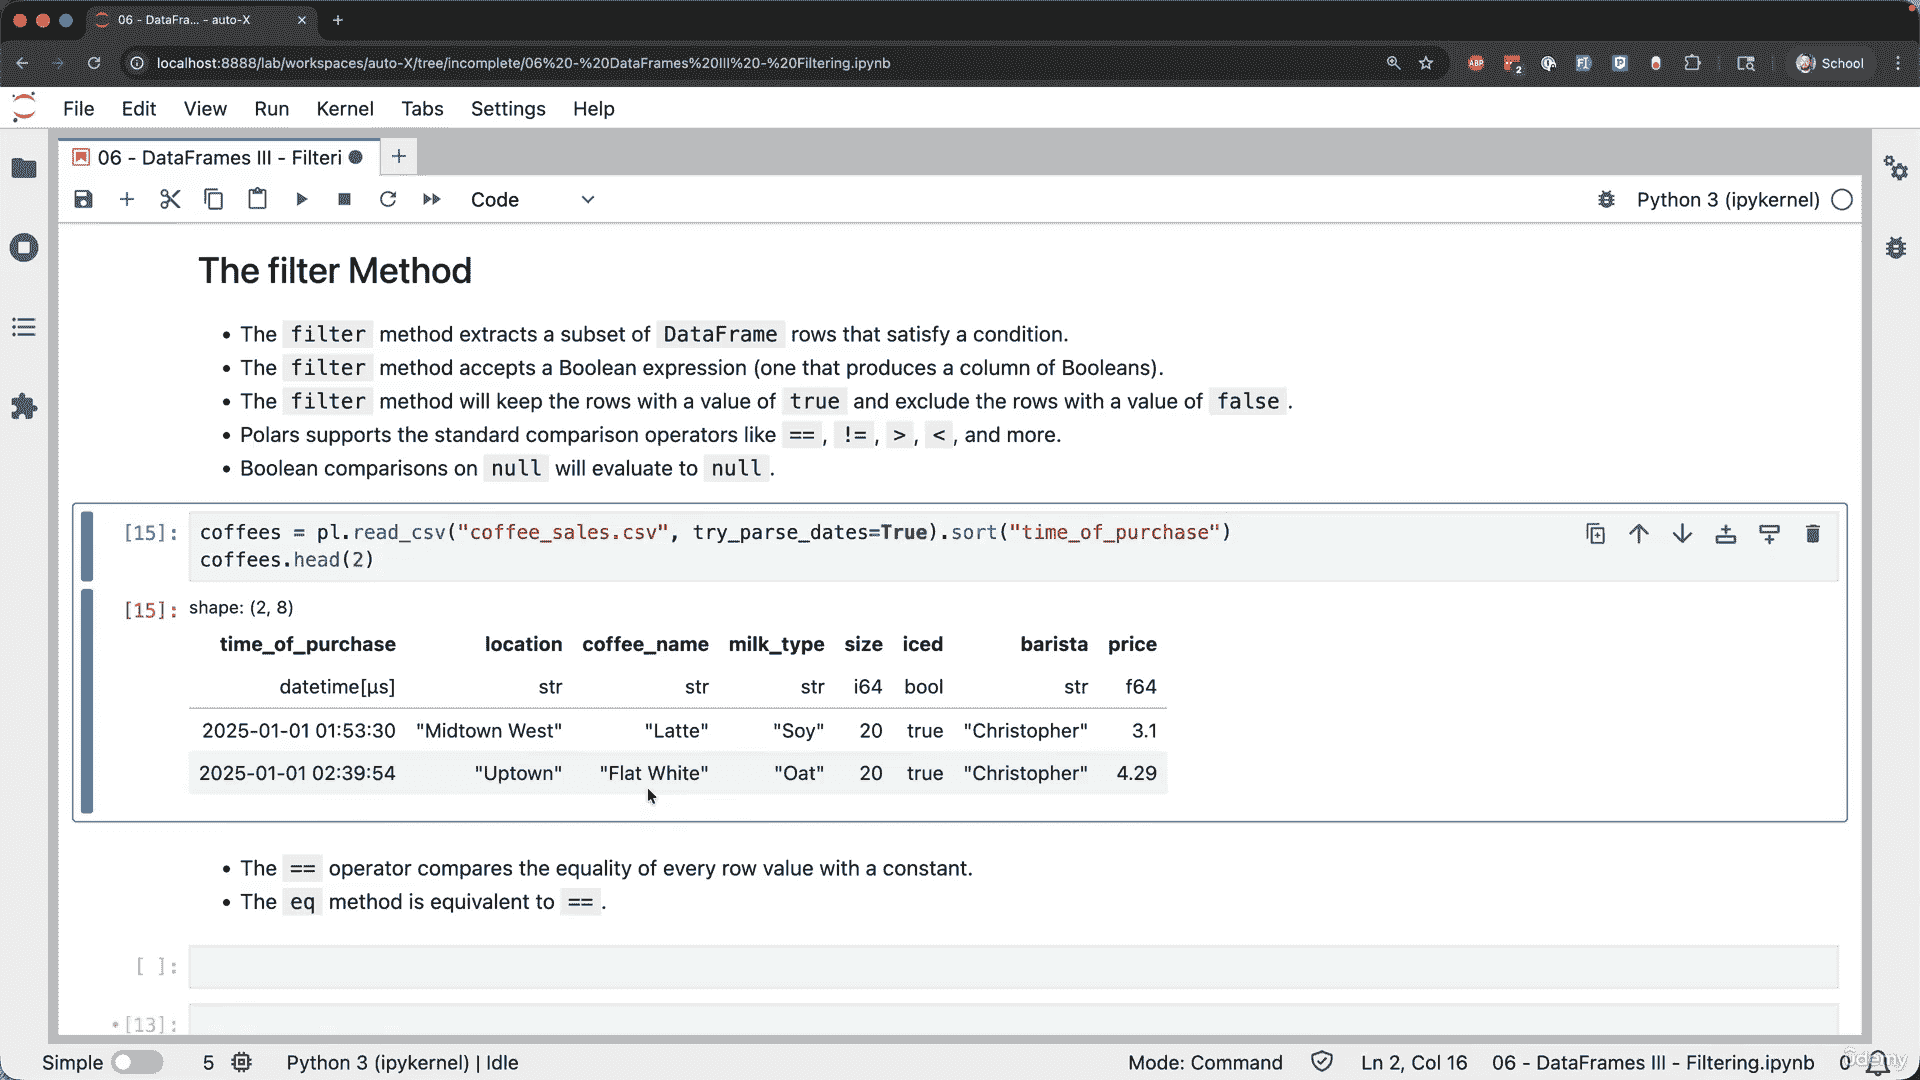 06 - DataFra... - auto-X
localhost:8888/lab/workspaces/auto-X/tree/incomplete/06%20-%20DataFrames%20III%20-%20Filtering.ipynb
ABP
2
School
File Edit View Run Kernel Tabs Settings Help
06 - DataFrames III - Filteri
Code
Python 3 (ipykernel)
The filter Method
• The filter method extracts a subset of DataFrame rows that satisfy a condition.
• The filter method accepts a Boolean expression (one that produces a column of Booleans).
• The filter method will keep the rows with a value of true and exclude the rows with a value of false .
• Polars supports the standard comparison operators like == , != , > , < , and more.
• Boolean comparisons on null will evaluate to null .
[15]: coffees = pl.read_csv("coffee_sales.csv", try_parse_dates=True).sort("time_of_purchase")
coffees.head(2)
[15]: shape: (2, 8)
time_of_purchase location coffee_name milk_type size iced barista price
datetime[μs] str str str i64 bool str f64
2025-01-01 01:53:30 "Midtown West" "Latte" "Soy" 20 true "Christopher" 3.1
2025-01-01 02:39:54 "Uptown" "Flat White" "Oat" 20 true "Christopher" 4.29
• The == operator compares the equality of every row value with a constant.
• The eq method is equivalent to == .
[ ]:
•[13]:
Simple 5 Python 3 (ipykernel) | Idle Mode: Command Ln 2, Col 16 06 - DataFrames III - Filtering.ipynb 0
udemy